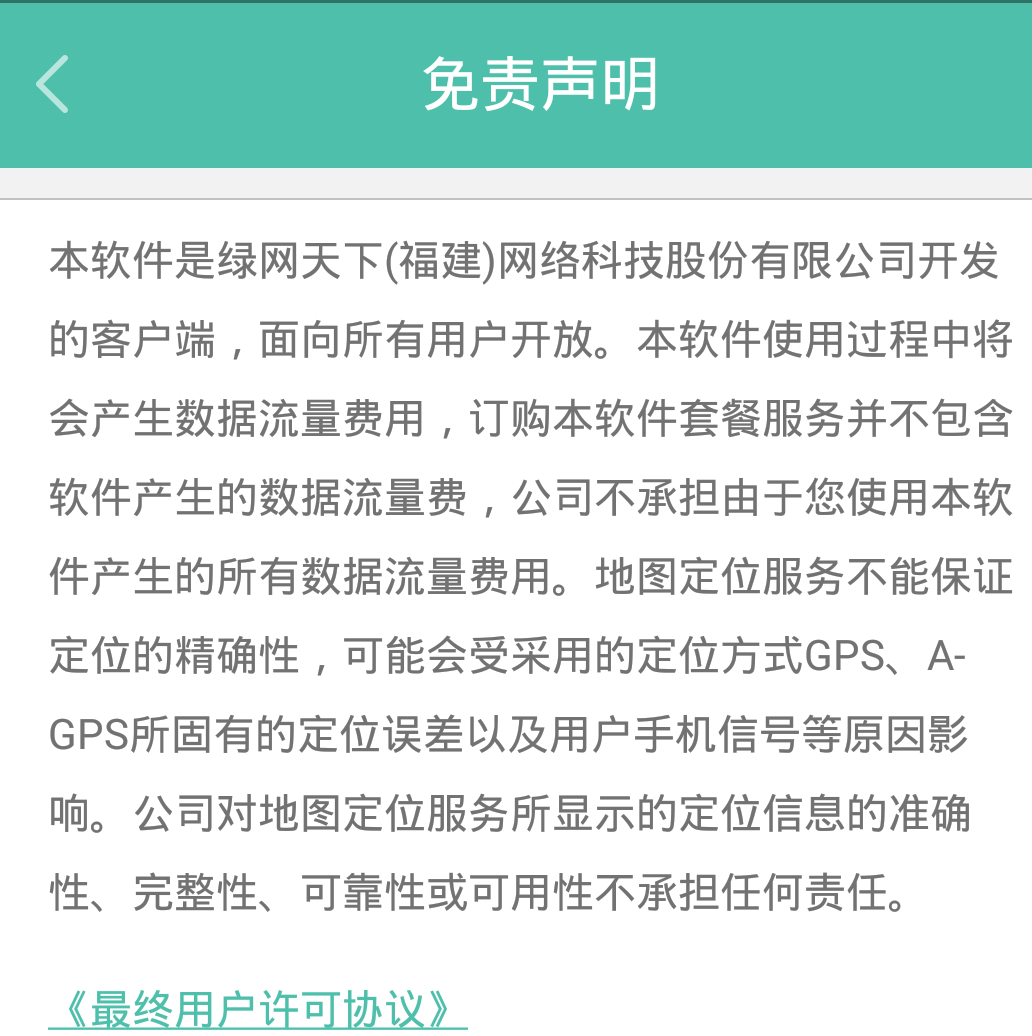 免责声明
本软件是绿网天下(福建)网络科技股份有限公司开发
的客户端，面向所有用户开放。本软件使用过程中将
会产生数据流量费用，订购本软件套餐服务并不包含
软件产生的数据流量费，公司不承担由于您使用本软
件产生的所有数据流量费用。地图定位服务不能保证
定位的精确性，可能会受采用的定位方式GPS、A-
GPS所固有的定位误差以及用户手机信号等原因影
响。公司对地图定位服务所显示的定位信息的准确
性、完整性、可靠性或可用性不承担任何责任。
《最终用户许可协议》